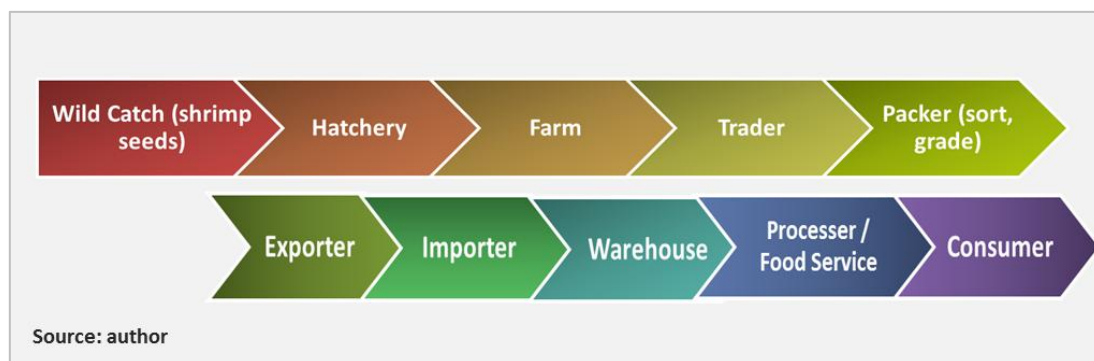 Wild Catch (shrimp
seeds)
Hatchery
Farm
Trader
Packer (sort,
grade)
Exporter
Importer
Warehouse
Processer /
Food Service
Consumer
Source: author